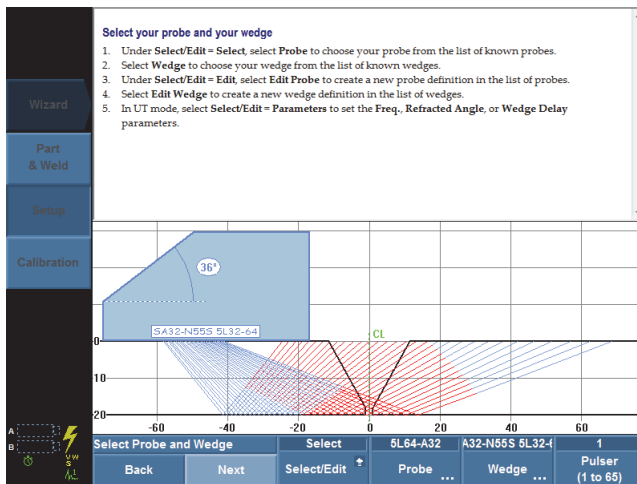 Select your probe and your wedge
1. Under Select/Edit = Select, select Probe to choose your probe from the list of known probes.
2. Select Wedge to choose your wedge from the list of known wedges.
3. Under Select/Edit = Edit, select Edit Probe to create a new probe definition in the list of probes.
4. Select Edit Wedge to create a new wedge definition in the list of wedges.
5. In UT mode, select Select/Edit = Parameters to set the Freq., Refracted Angle, or Wedge Delay
parameters.
Wizard
Part
& Weld
Setup
Calibration
36°
SA32-N55S 5L32-64
CL
0
10
20
-60 -40 -20 0 20 40 60
A
B
V W
S
1
Select Probe and Wedge Select 5L64-A32 A32-N55S 5L32-6 1
Back Next Select/Edit Probe ... Wedge ... Pulser
(1 to 65)